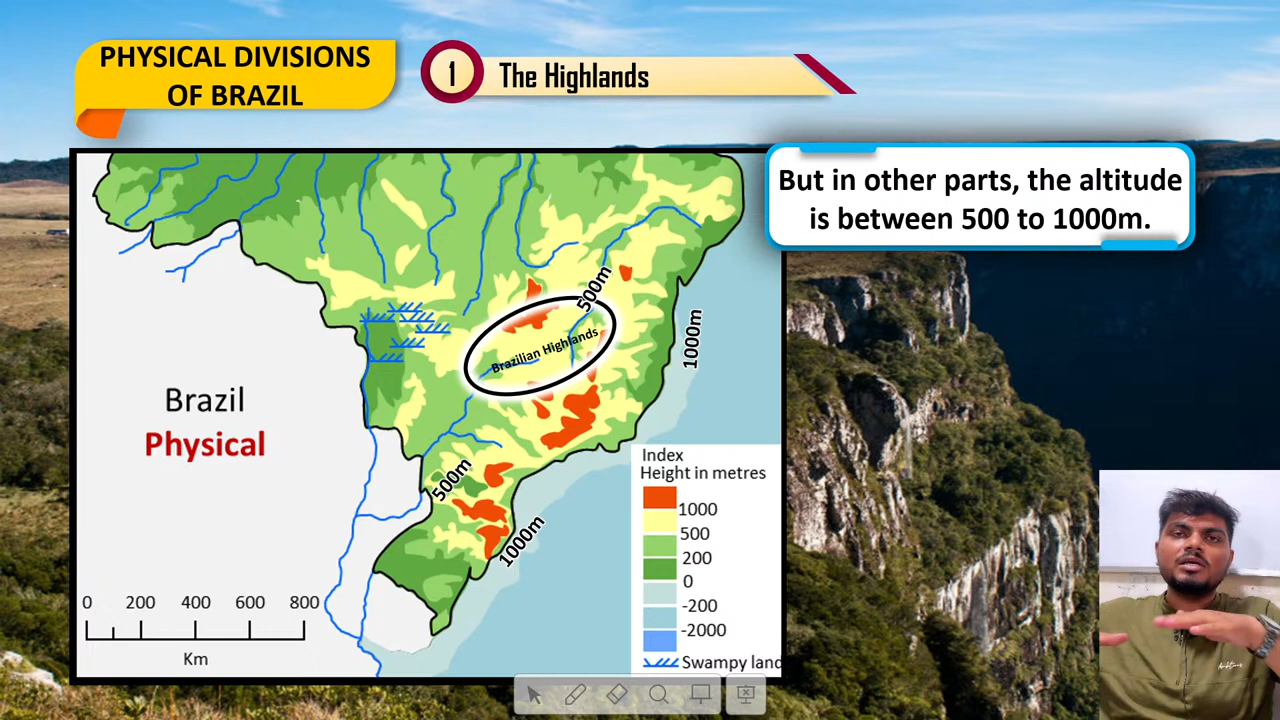 PHYSICAL DIVISIONS
OF BRAZIL
1
The Highlands
But in other parts, the altitude
is between 500 to 1000m.
500m
Brazilian Highlands
1000m
Brazil
Physical
500m
1000m
Index
Height in metres
1000
500
200
0
-200
-2000
Swampy land
0 200 400 600 800
Km